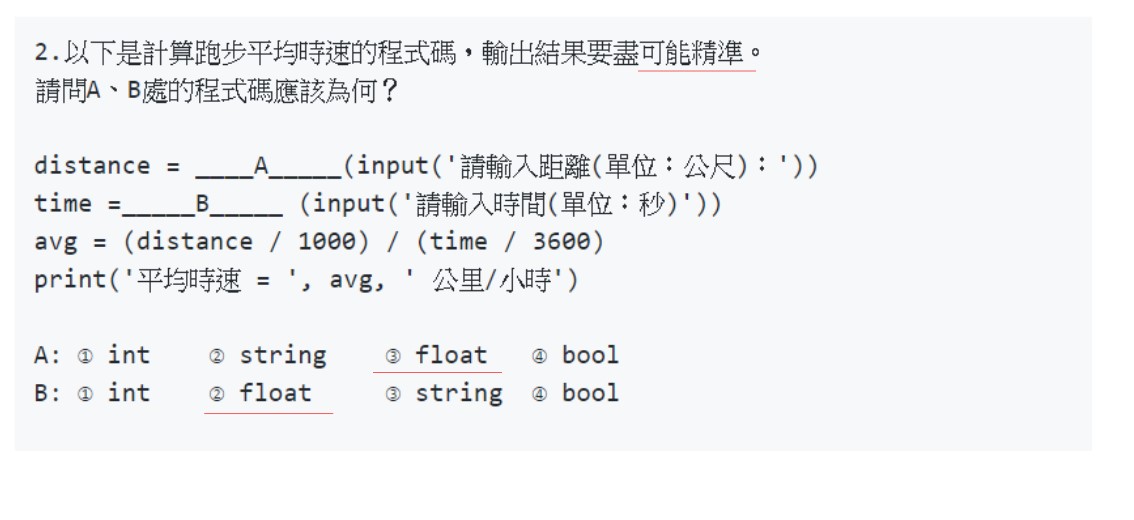 2.以下是計算跑步平均時速的程式碼，輸出結果要盡可能精準。
請問A、B處的程式碼應該為何？
distance = ____A_____(input('請輸入距離(單位：公尺)：'))
time =_____B_____ (input('請輸入時間(單位：秒)'))
avg = (distance / 1000) / (time / 3600)
print('平均時速 = ', avg, ' 公里/小時')
A: ① int ② string ③ float ④ bool
B: ① int ② float ③ string ④ bool